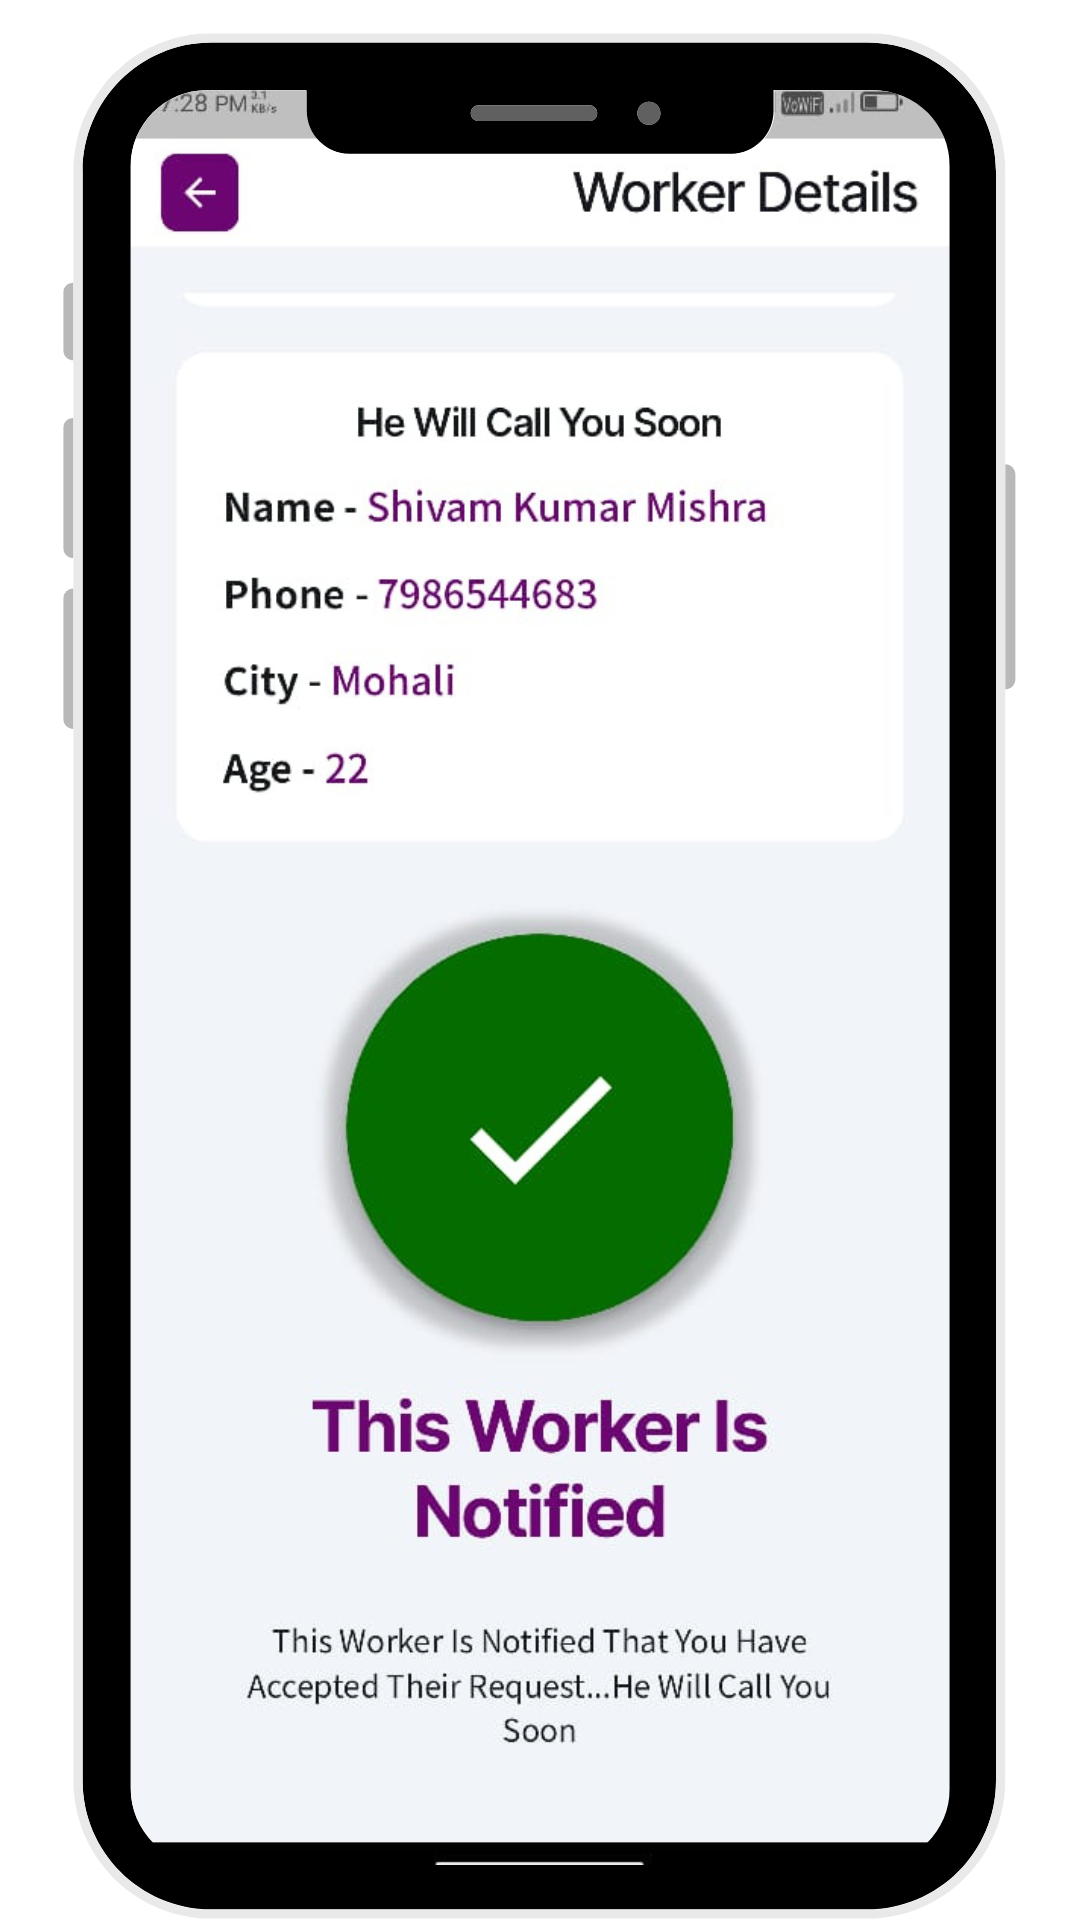 :28 PM
KB/s
VoWiFi
Worker Details
He Will Call You Soon
Name - Shivam Kumar Mishra
Phone - 7986544683
City - Mohali
Age - 22
This Worker Is
Notified
This Worker Is Notified That You Have
Accepted Their Request...He Will Call You
Soon